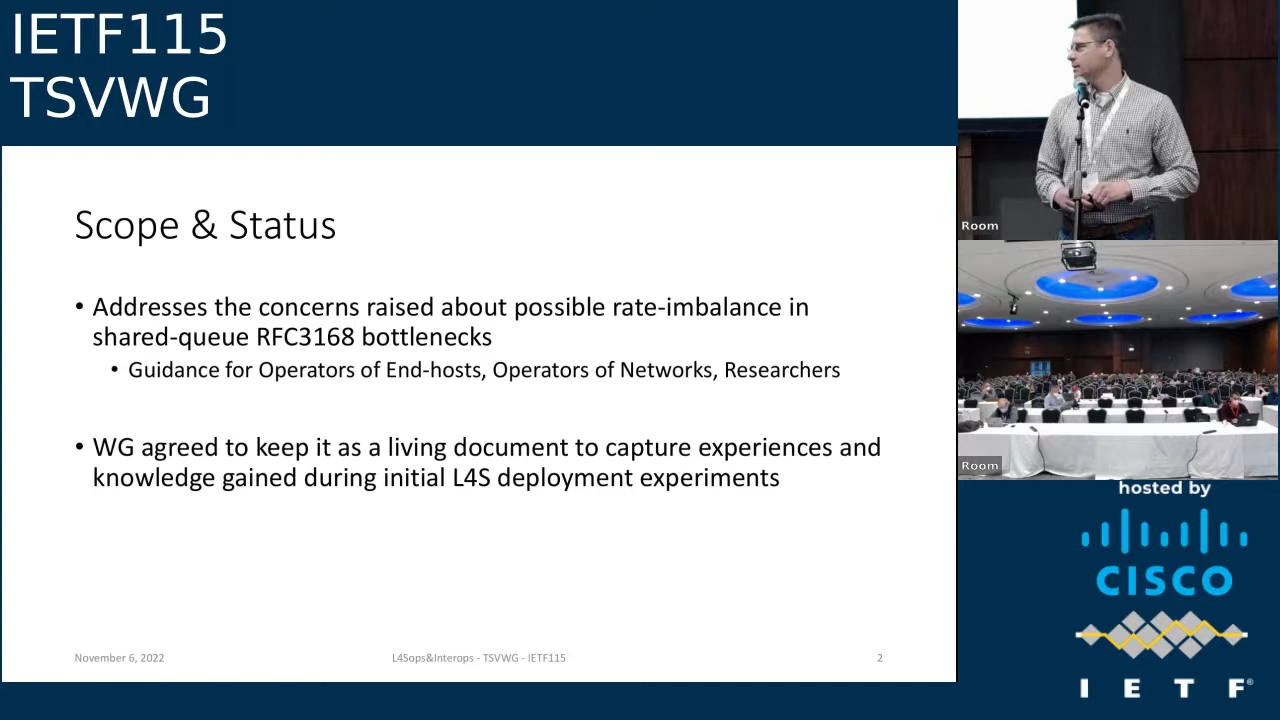 IETF115
TSVWG
Scope & Status
• Addresses the concerns raised about possible rate-imbalance in
shared-queue RFC3168 bottlenecks
• Guidance for Operators of End-hosts, Operators of Networks, Researchers
• WG agreed to keep it as a living document to capture experiences and
knowledge gained during initial L4S deployment experiments
November 6, 2022
L4Sops&Interops - TSVWG - IETF115
2
Room
Room
hosted by
CISCO
IETF®